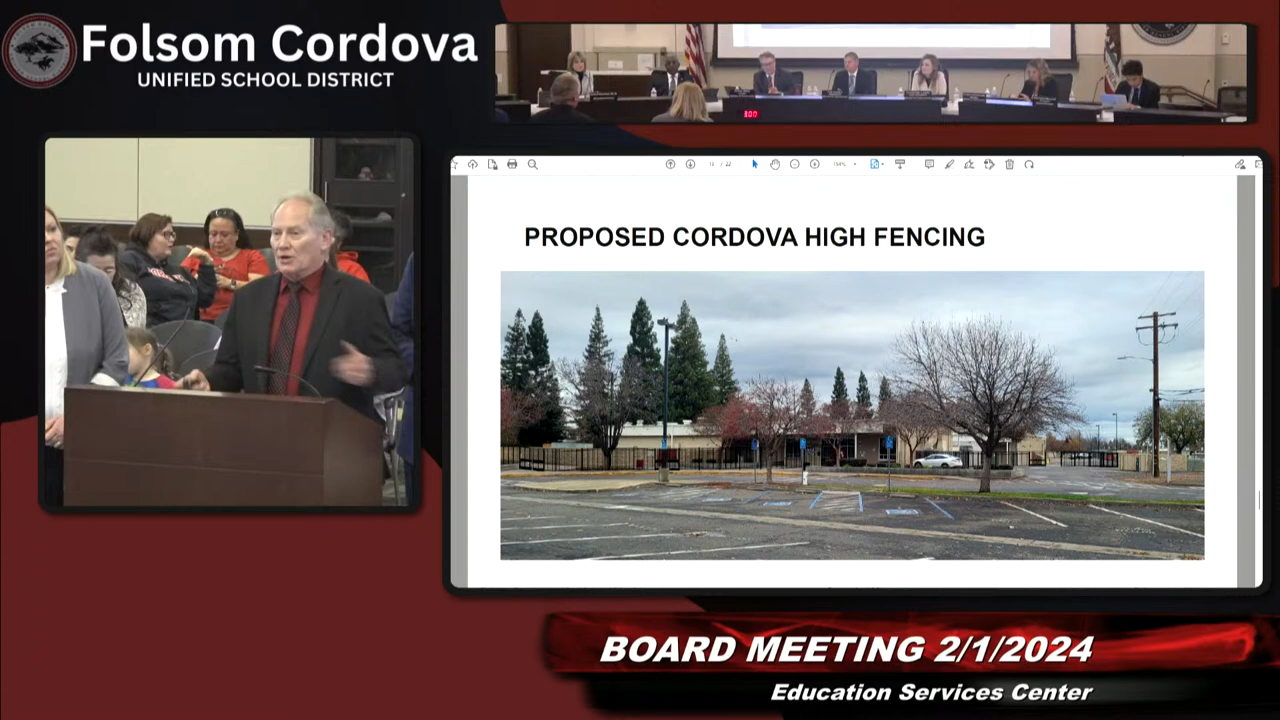 Folsom Cordova
UNIFIED SCHOOL DISTRICT
PROPOSED CORDOVA HIGH FENCING
BOARD MEETING 2/1/2024
Education Services Center